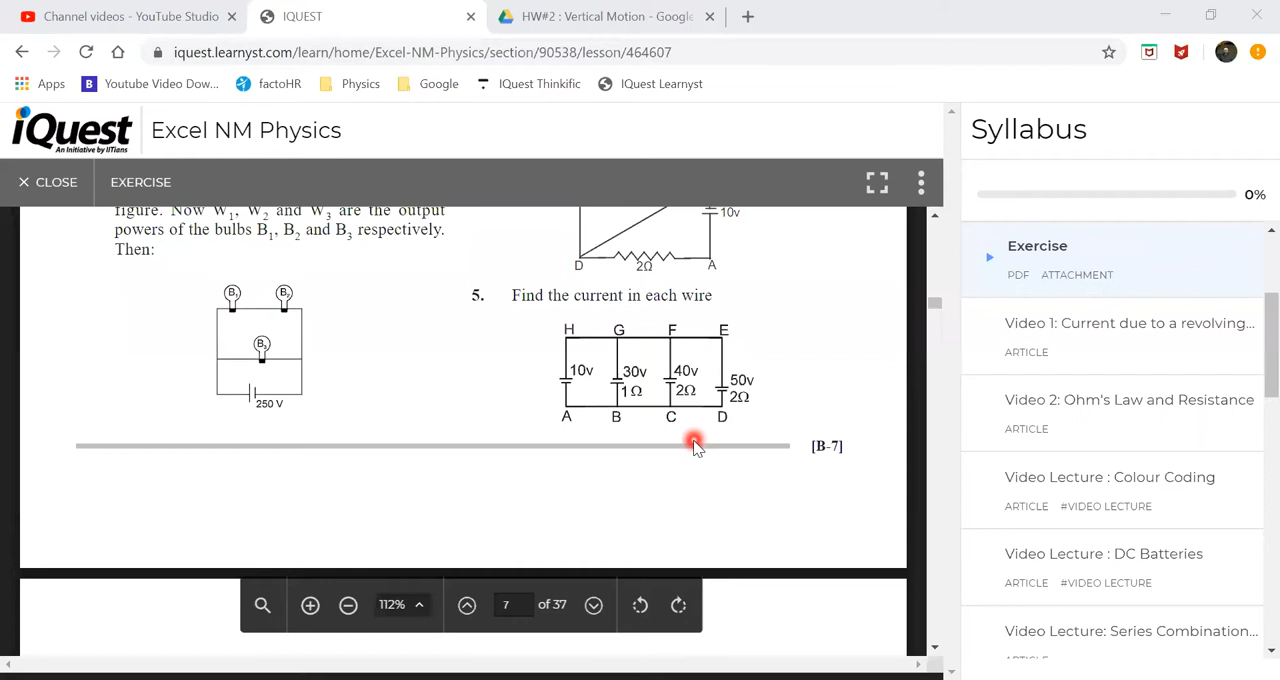 Channel videos - YouTube Studio
IQUEST
HW#2 : Vertical Motion - Google
iquest.learnyst.com/learn/home/Excel-NM-Physics/section/90538/lesson/464607
Apps
Youtube Video Dow...
factoHR
Physics
Google
IQuest Thinkific
IQuest Learnyst
iQuest
An Initiative by IITians
Excel NM Physics
CLOSE
EXERCISE
figure. Now W₁, W₂ and W₃ are the output
powers of the bulbs B₁, B₂ and B₃ respectively.
Then:
B₁
B₂
B₃
250 V
10v
D
2Ω
A
5. Find the current in each wire
H G F E
10v
30v
1Ω
40v
2Ω
50v
2Ω
A B C D
[B-7]
112%
7 of 37
Syllabus
0%
Exercise
PDF ATTACHMENT
Video 1: Current due to a revolving...
ARTICLE
Video 2: Ohm's Law and Resistance
ARTICLE
Video Lecture : Colour Coding
ARTICLE #VIDEO LECTURE
Video Lecture : DC Batteries
ARTICLE #VIDEO LECTURE
Video Lecture: Series Combination...